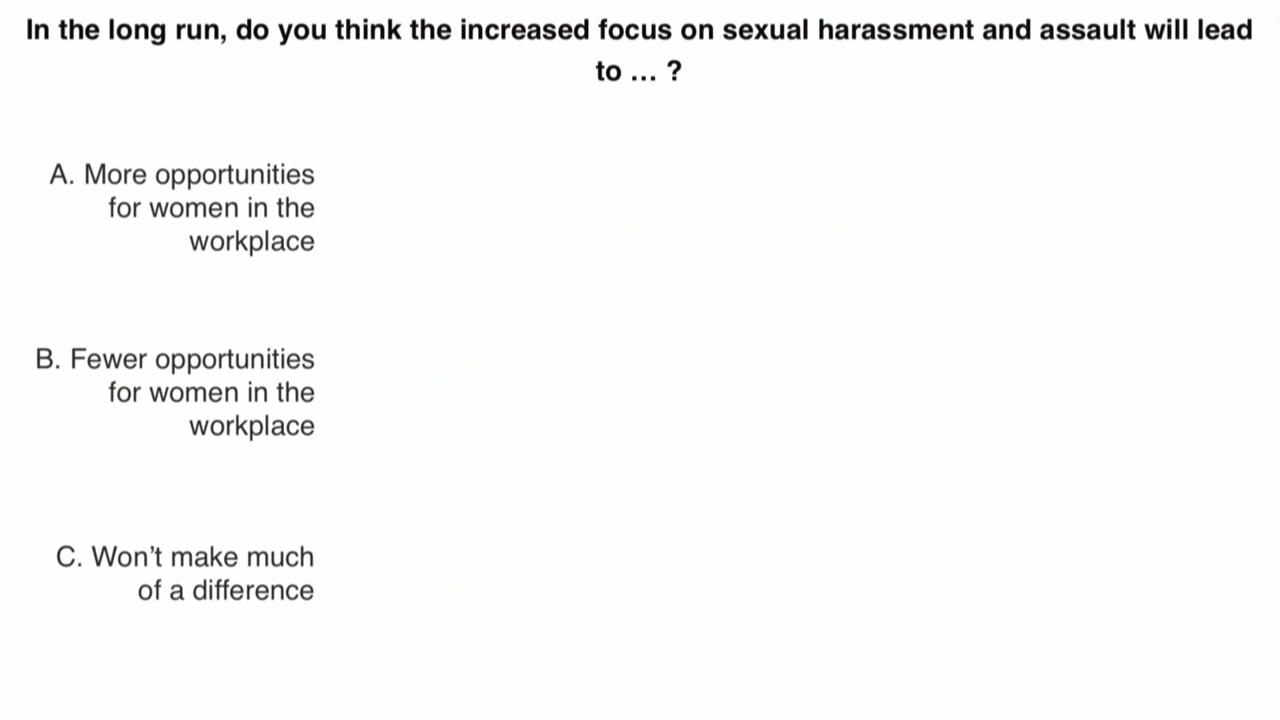 In the long run, do you think the increased focus on sexual harassment and assault will lead
to ... ?
A. More opportunities
for women in the
workplace
B. Fewer opportunities
for women in the
workplace
C. Won’t make much
of a difference